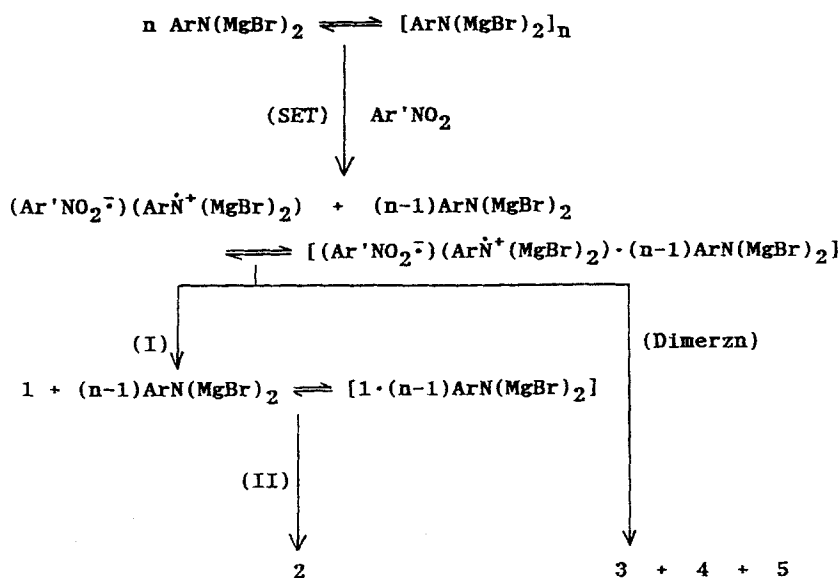 n ArN(MgBr)₂ ⇌ [ArN(MgBr)₂]ₙ
(SET) Ar'NO₂
(Ar'NO₂⨪)(ArṄ⁺(MgBr)₂) + (n-1)ArN(MgBr)₂
⇌ [(Ar'NO₂⨪)(ArṄ⁺(MgBr)₂)·(n-1)ArN(MgBr)₂]
(I) (Dimerzn)
1 + (n-1)ArN(MgBr)₂ ⇌ [1·(n-1)ArN(MgBr)₂]
(II)
2 3 + 4 + 5